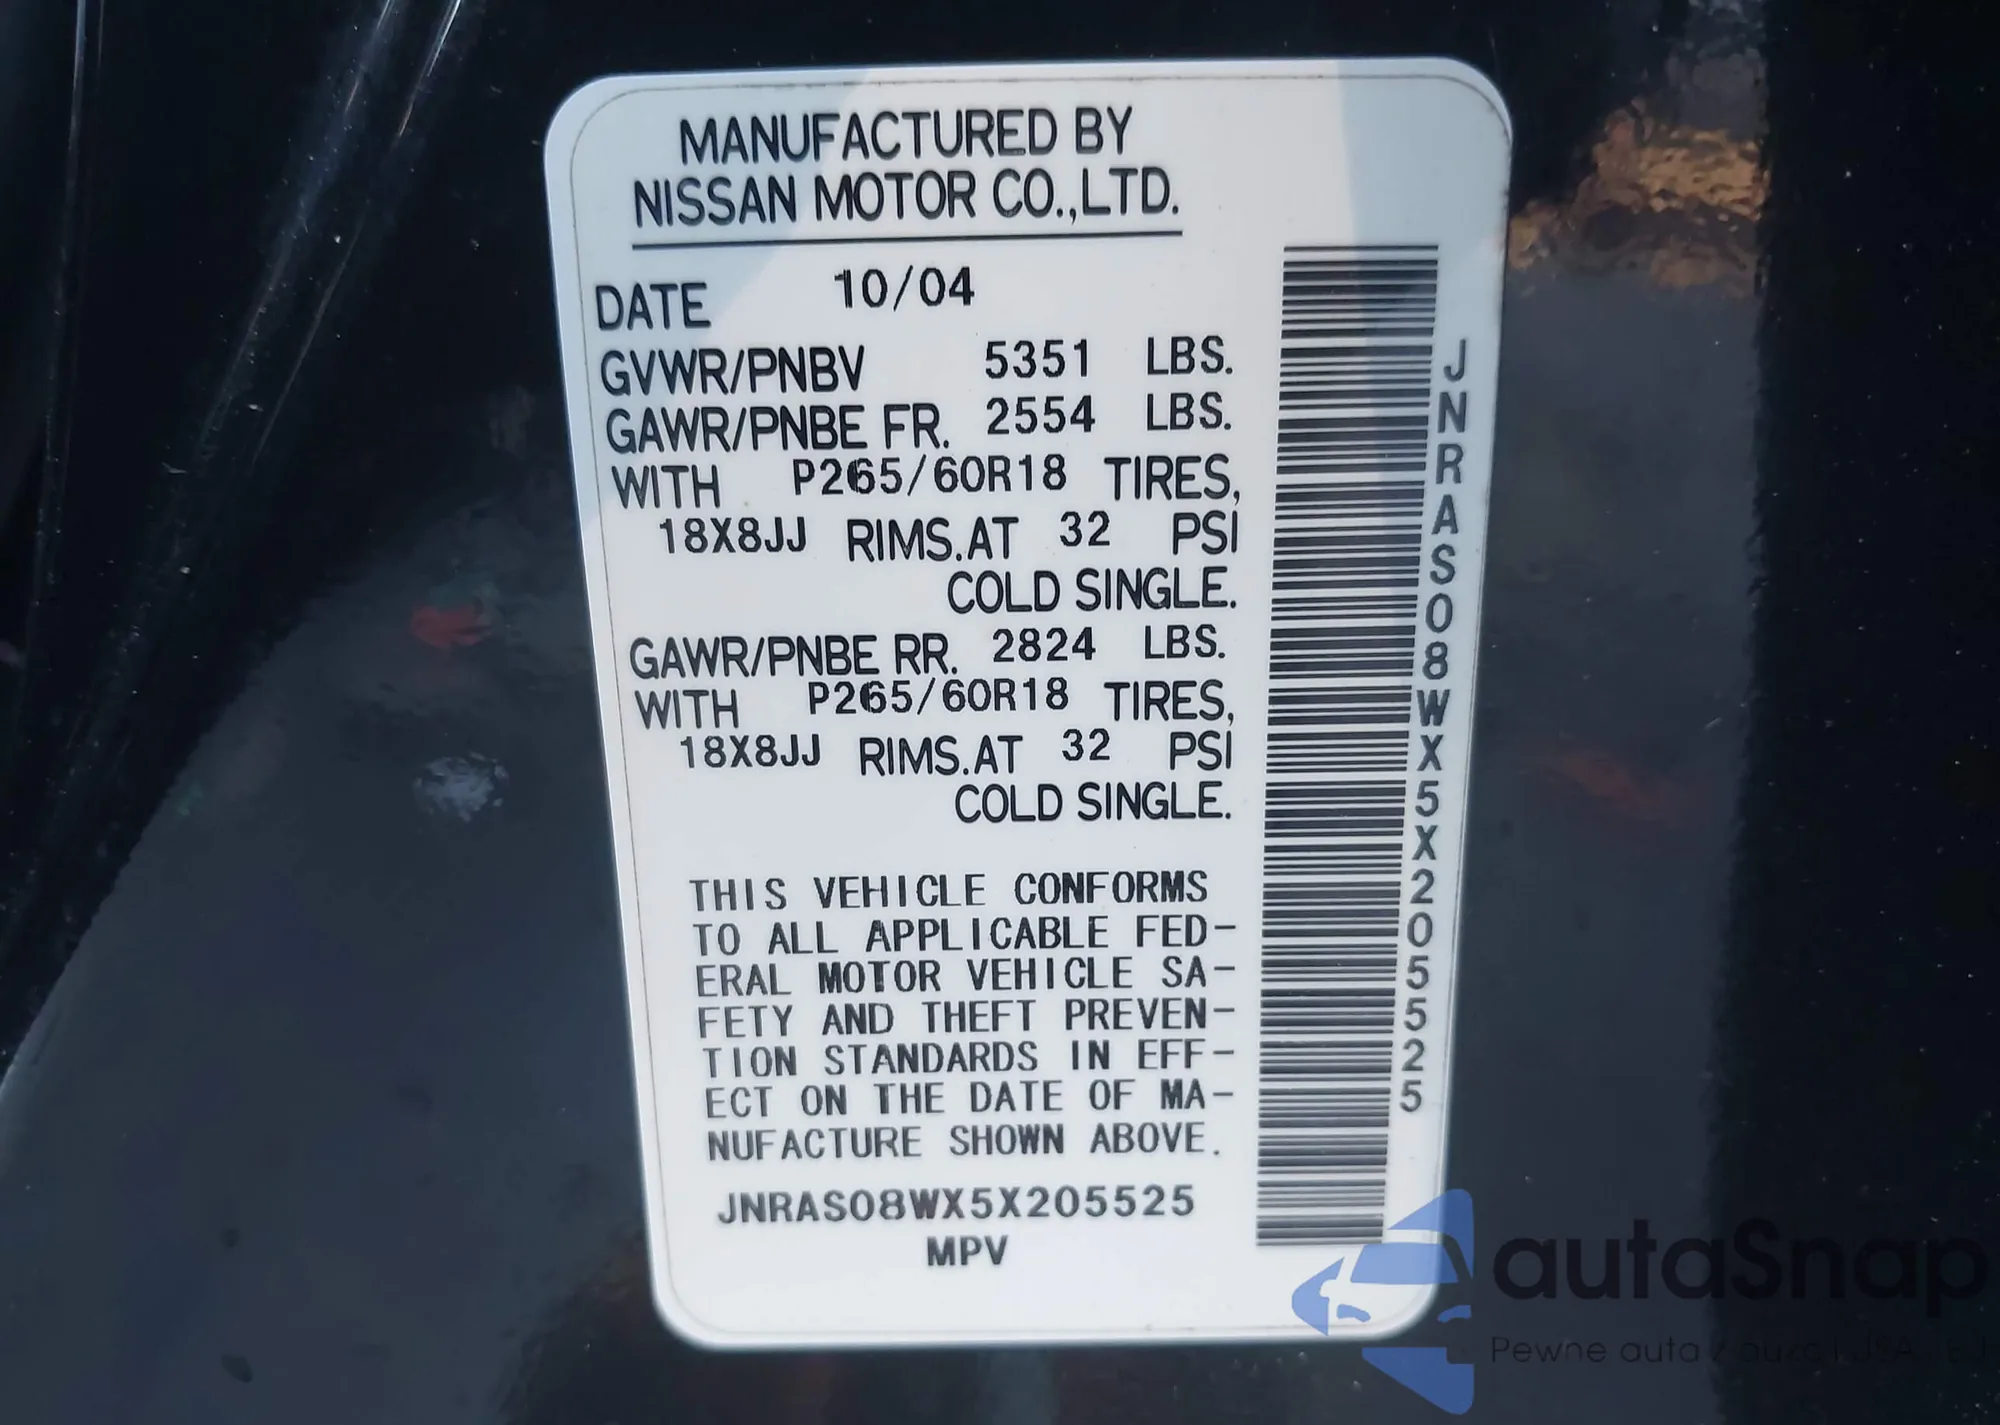 MANUFACTURED BY
NISSAN MOTOR CO.,LTD.
DATE 10/04
GVWR/PNBV 5351 LBS.
GAWR/PNBE FR. 2554 LBS.
WITH P265/60R18 TIRES,
18X8JJ RIMS.AT 32 PSI
COLD SINGLE.
GAWR/PNBE RR. 2824 LBS.
WITH P265/60R18 TIRES,
18X8JJ RIMS.AT 32 PSI
COLD SINGLE.
THIS VEHICLE CONFORMS
TO ALL APPLICABLE FED-
ERAL MOTOR VEHICLE SA-
FETY AND THEFT PREVEN-
TION STANDARDS IN EFF-
ECT ON THE DATE OF MA-
NUFACTURE SHOWN ABOVE.
JNRAS08WX5X205525
MPV
JNRAS08WX5X205525
autaSnap
Pewne auta z